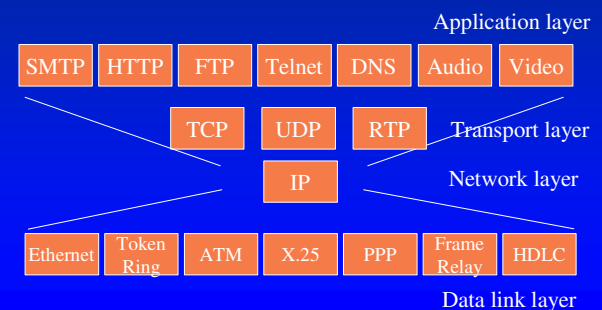 Application layer
SMTP HTTP FTP Telnet DNS Audio Video
TCP UDP RTP Transport layer
IP Network layer
Ethernet Token Ring ATM X.25 PPP Frame Relay HDLC
Data link layer